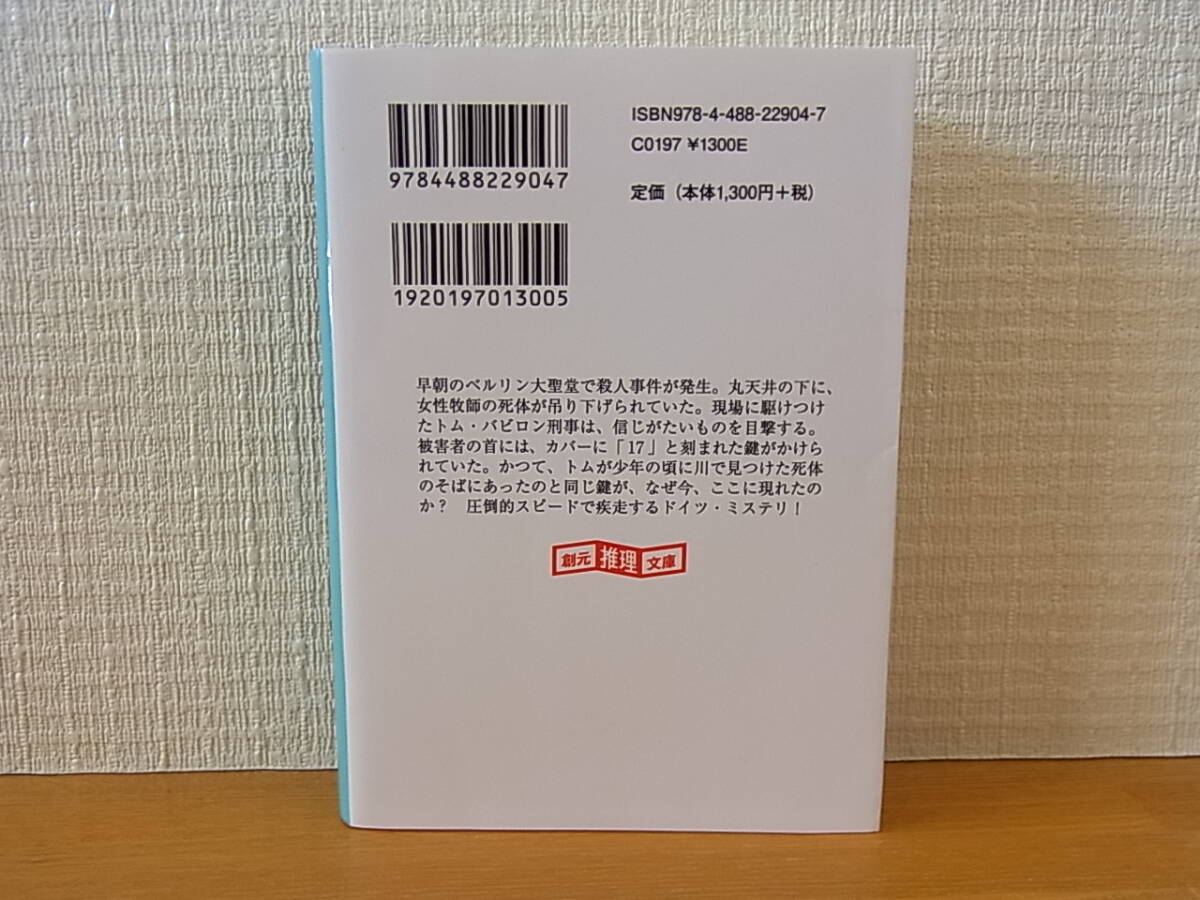 ISBN978-4-488-22904-7
C0197 ¥1300E
定価（本体1,300円＋税）
9784488229047
1920197013005
早朝のベルリン大聖堂で殺人事件が発生。丸天井の下に、
女性牧師の死体が吊り下げられていた。現場に駆けつけ
たトム・バビロン刑事は、信じがたいものを目撃する。
被害者の首には、カバーに「17」と刻まれた鍵がかけら
れていた。かつて、トムが少年の頃に川で見つけた死体
のそばにあったのと同じ鍵が、なぜ今、ここに現れたの
か？　圧倒的スピードで疾走するドイツ・ミステリ！
創元推理文庫